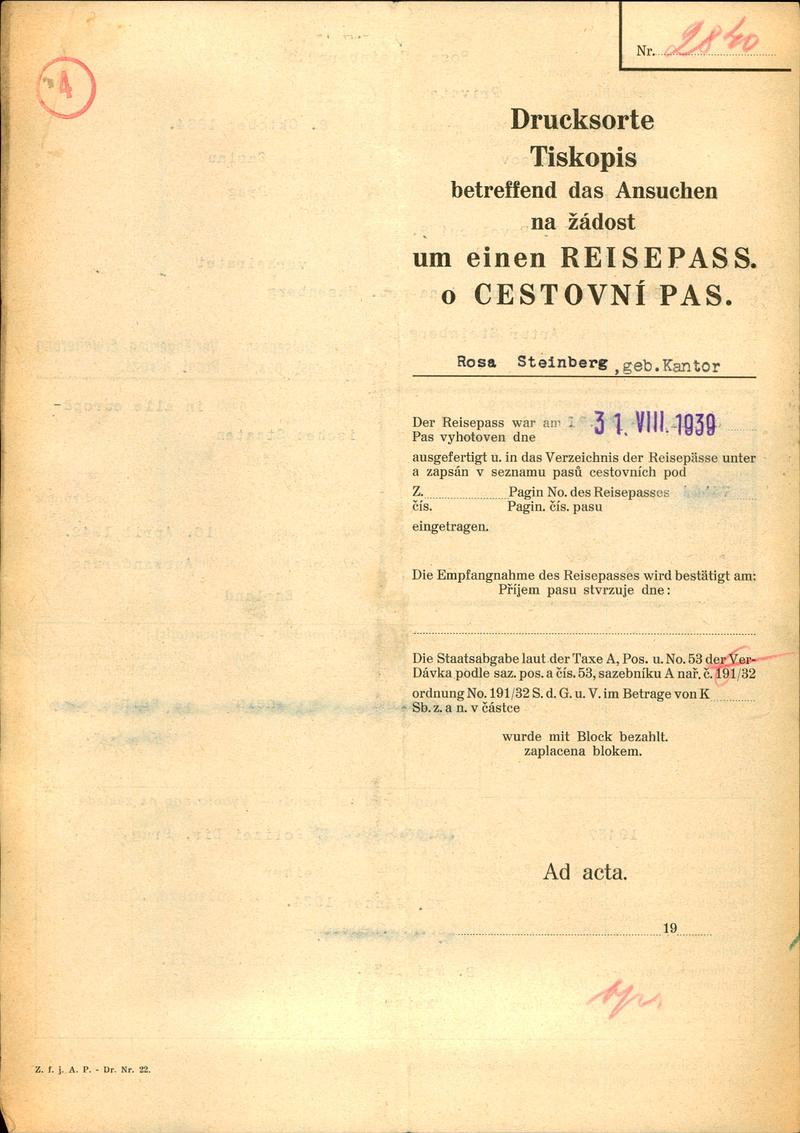 Nr. 2840
4
Drucksorte
Tiskopis
betreffend das Ansuchen
na žádost
um einen REISEPASS.
o CESTOVNÍ PAS.
Rosa Steinberg, geb. Kantor
Der Reisepass war am 31. VIII. 1939
Pas vyhotoven dne
ausgefertigt u. in das Verzeichnis der Reisepässe unter
a zapsán v seznamu pasů cestovních pod
Z. Pagin No. des Reisepasses
čís. Pagin. čís. pasu
eingetragen.
Die Empfangnahme des Reisepasses wird bestätigt am:
Příjem pasu stvrzuje dne:
Die Staatsabgabe laut der Taxe A, Pos. u. No. 53 der Ver-
Dávka podle saz. pos. a čís. 53, sazebníku A nař. č. 191/32
ordnung No. 191/32 S. d. G. u. V. im Betrage von K
Sb. z. a n. v částce
wurde mit Block bezahlt.
zaplacena blokem.
Ad acta.
19
Z. f. j. A. P. - Dr. Nr. 22.